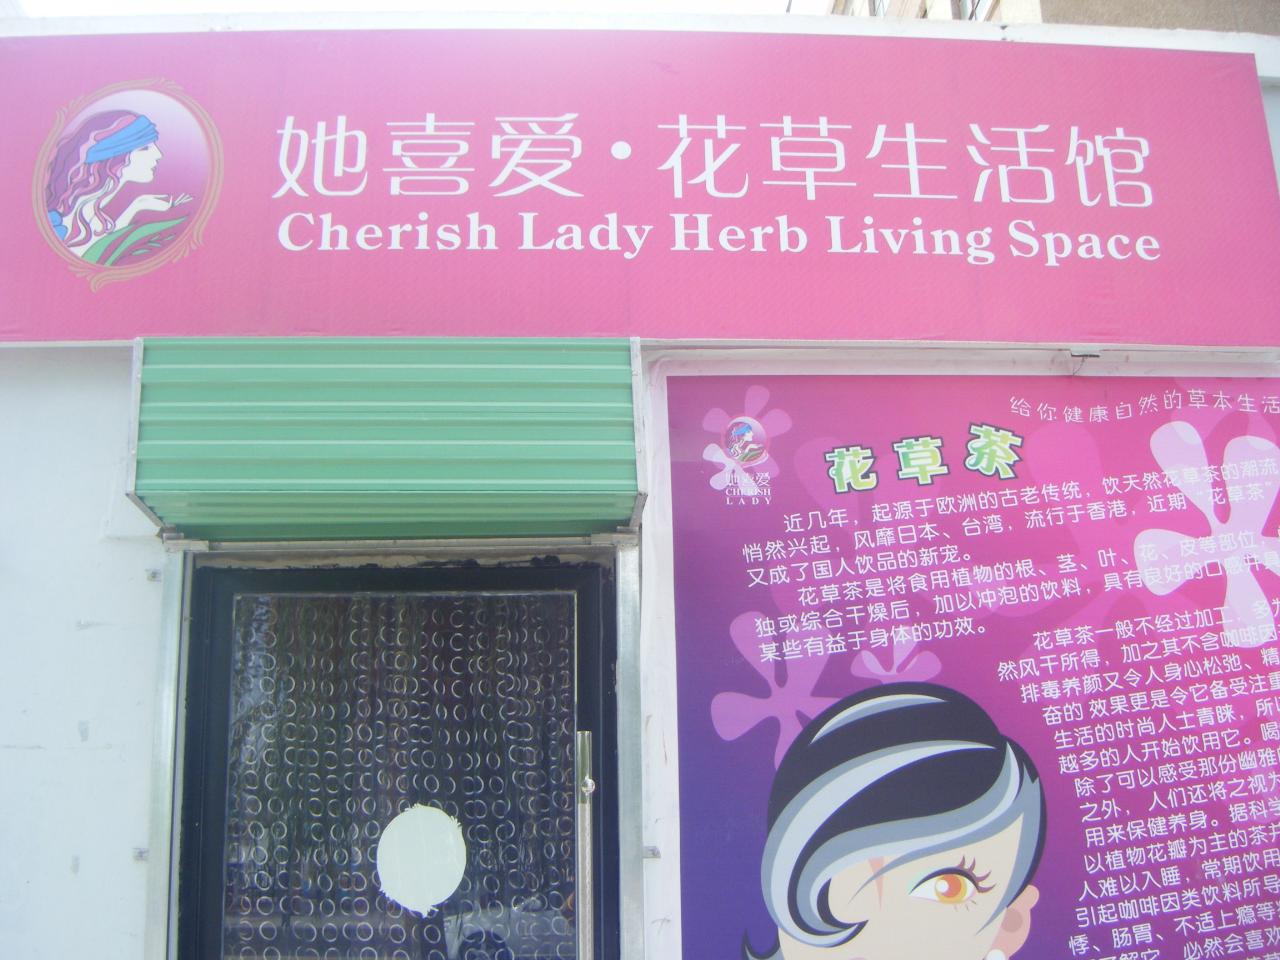 她喜爱·花草生活馆
Cherish Lady Herb Living Space
给你健康自然的草本生活
她喜爱
CHERISH
LADY
花草茶
近几年，起源于欧洲的古老传统，饮天然花草茶的潮流
悄然兴起，风靡日本、台湾，流行于香港，近期“花草茶”
又成了国人饮品的新宠。
花草茶是将食用植物的根、茎、叶、花、皮等部位，
独或综合干燥后，加以冲泡的饮料，具有良好的口感并具
某些有益于身体的功效。
花草茶一般不经过加工，多
然风干所得，加之其不含咖啡因
排毒养颜又令人身心松弛、精
奋的 效果更是令它备受注重
生活的时尚人士青睐，所以
越多的人开始饮用它。喝
除了可以感受那份幽雅
之外，人们还将之视为
用来保健养身。据科学
以植物花瓣为主的茶
人难以入睡，常期饮用
引起咖啡因类饮料所导
悸、肠胃、不适上瘾等
了解它，必然会喜欢